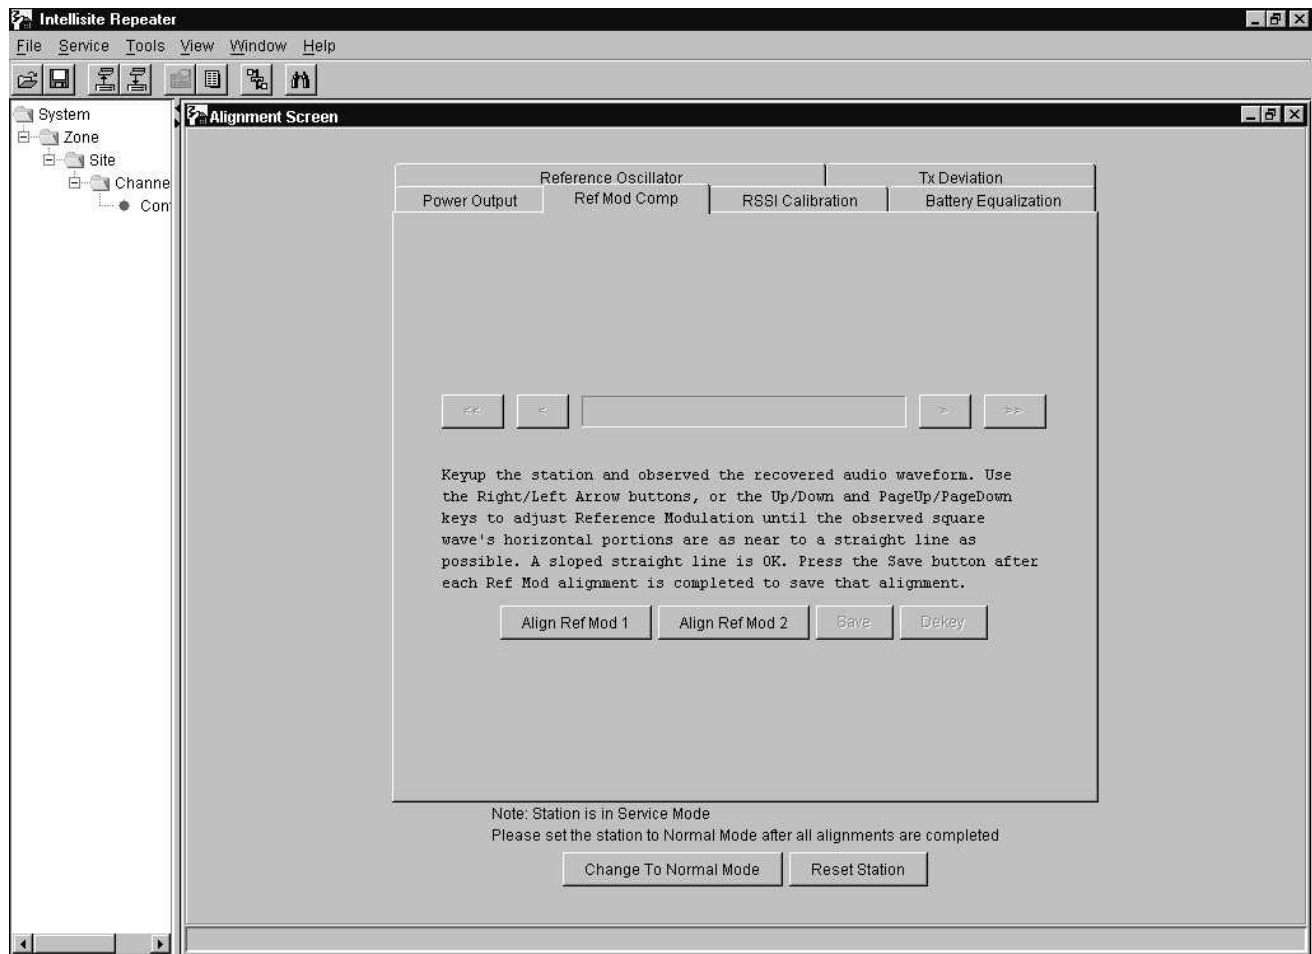 Intellisite Repeater
File Service Tools View Window Help
System
Zone
Site
Channe
Con
Alignment Screen
Reference Oscillator Tx Deviation
Power Output Ref Mod Comp RSSI Calibration Battery Equalization
<< < > >>
Keyup the station and observed the recovered audio waveform. Use
the Right/Left Arrow buttons, or the Up/Down and PageUp/PageDown
keys to adjust Reference Modulation until the observed square
wave's horizontal portions are as near to a straight line as
possible. A sloped straight line is OK. Press the Save button after
each Ref Mod alignment is completed to save that alignment.
Align Ref Mod 1 Align Ref Mod 2 Save Dekey
Note: Station is in Service Mode
Please set the station to Normal Mode after all alignments are completed
Change To Normal Mode Reset Station